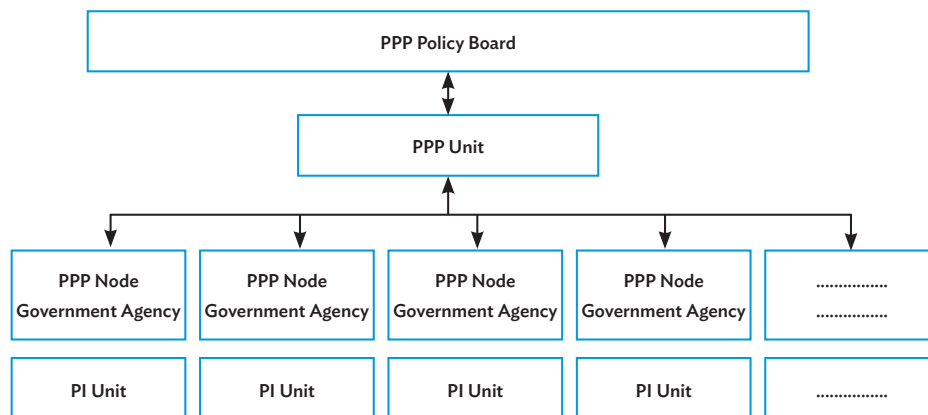 PPP Policy Board
PPP Unit
PPP Node
Government Agency
PPP Node
Government Agency
PPP Node
Government Agency
PPP Node
Government Agency
................
................
PI Unit
PI Unit
PI Unit
PI Unit
................